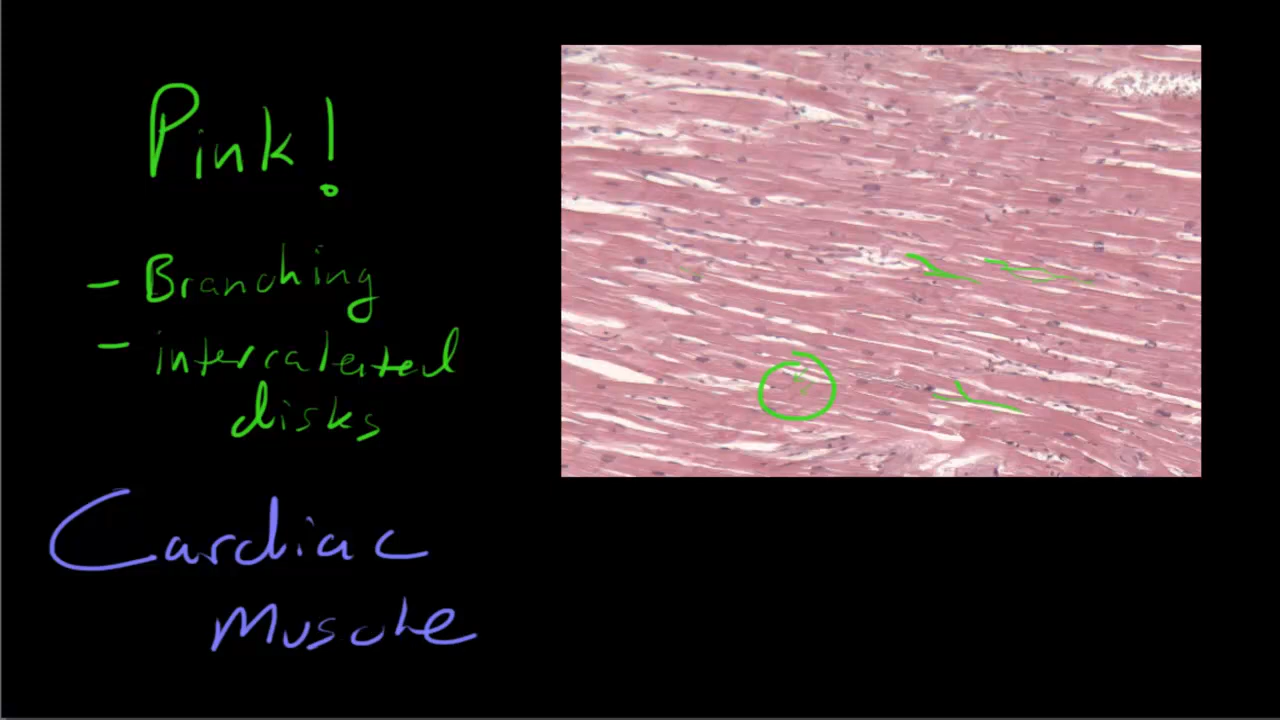 Pink!
- Branching
- intercalated
disks
Cardiac
Muscle